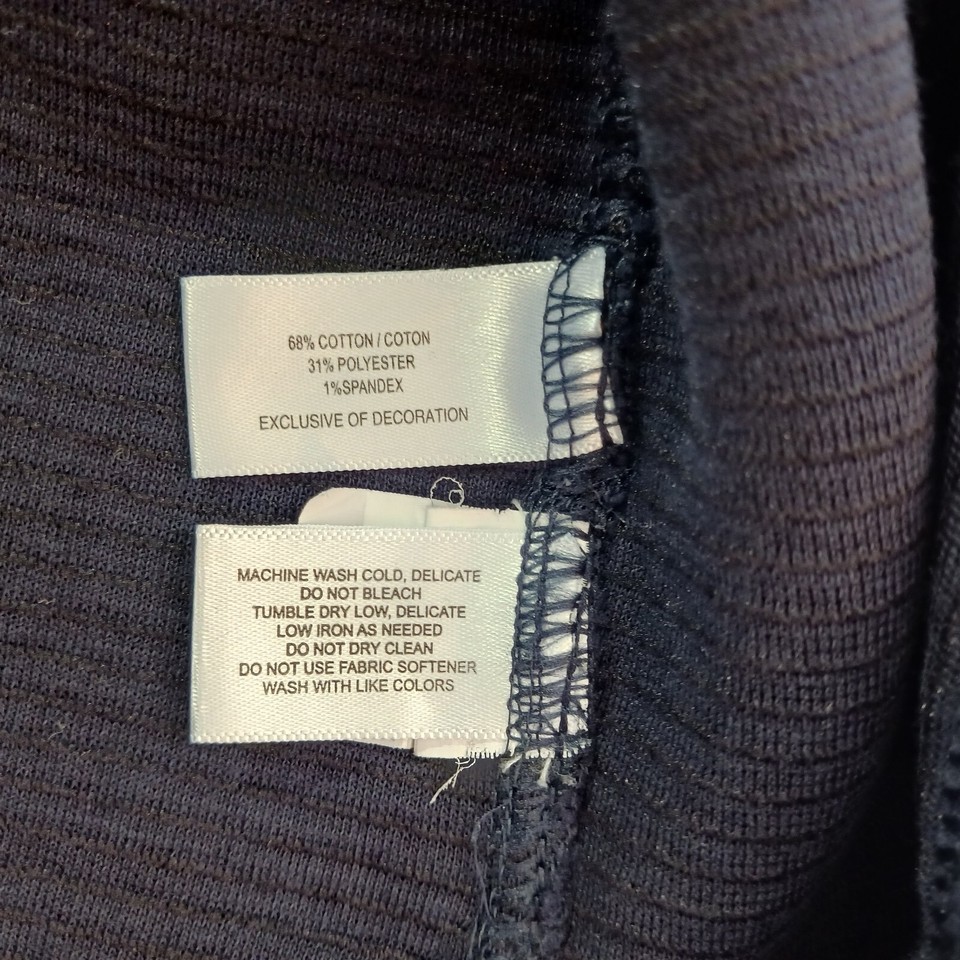 68% COTTON / COTON
31% POLYESTER
1%SPANDEX
EXCLUSIVE OF DECORATION
MACHINE WASH COLD, DELICATE
DO NOT BLEACH
TUMBLE DRY LOW, DELICATE
LOW IRON AS NEEDED
DO NOT DRY CLEAN
DO NOT USE FABRIC SOFTENER
WASH WITH LIKE COLORS